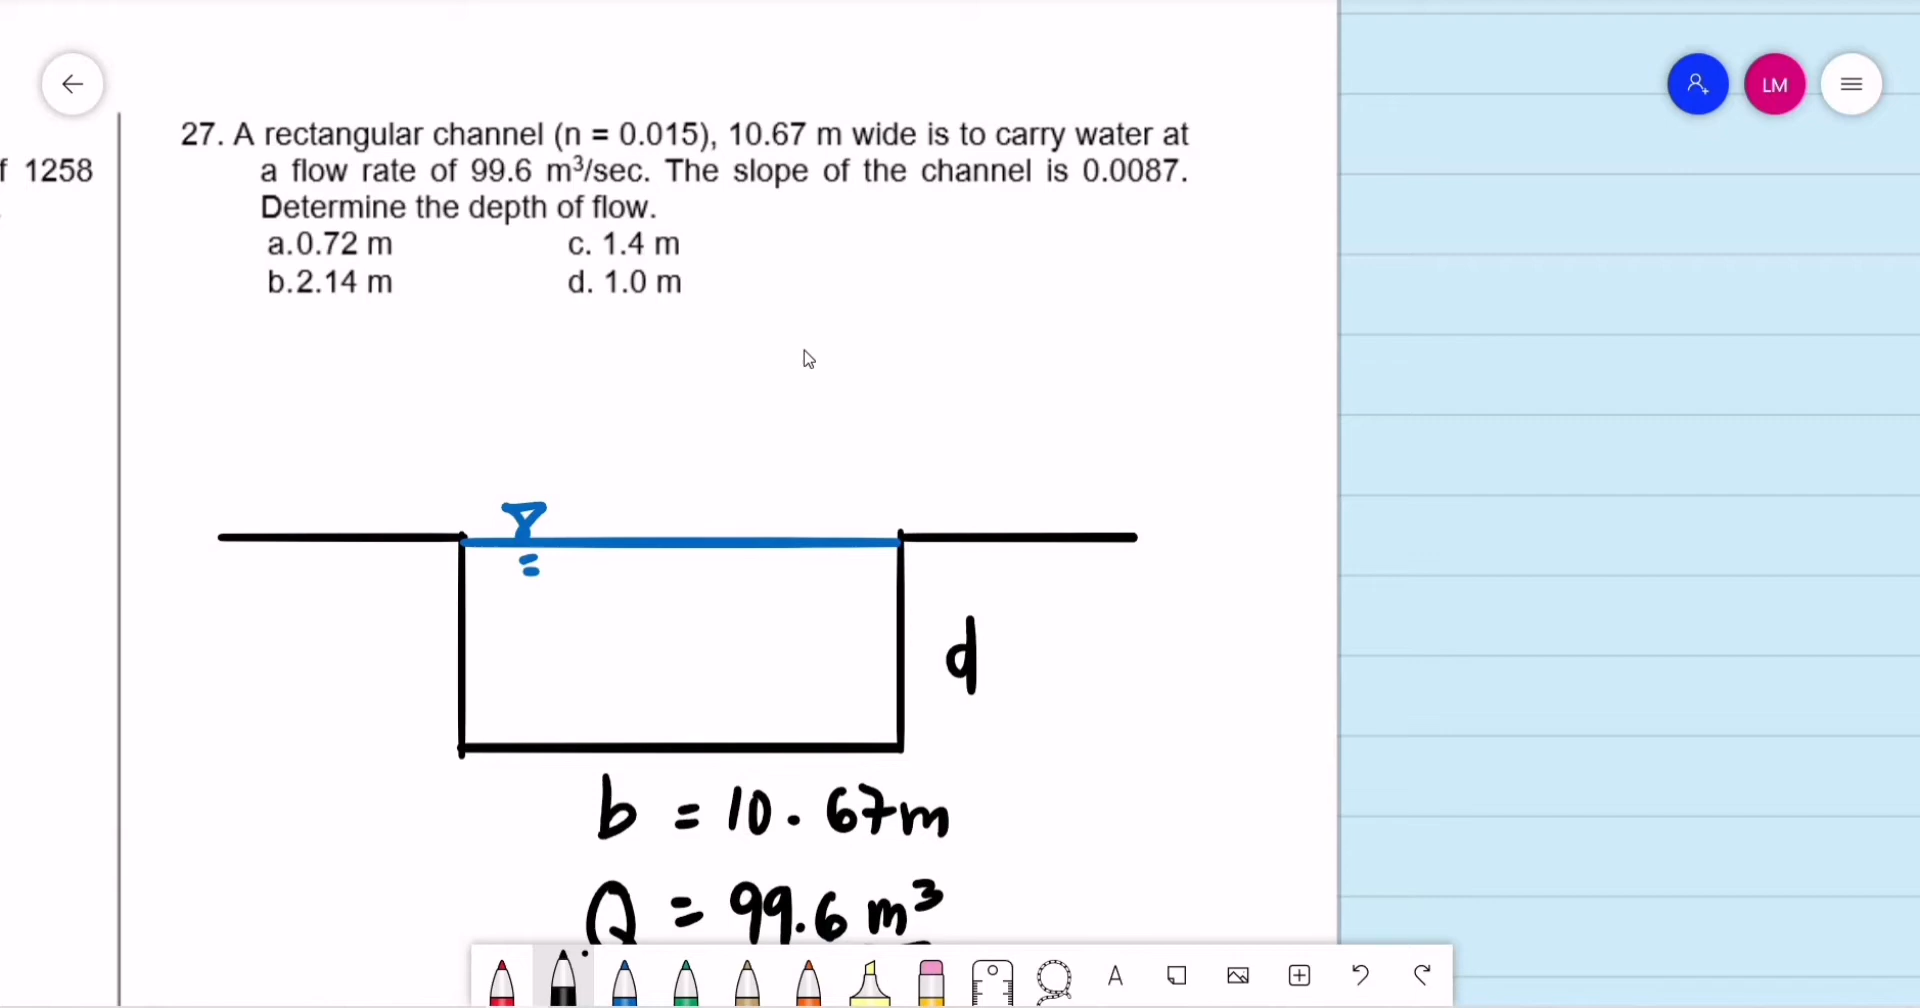 LM
f 1258
27. A rectangular channel (n = 0.015), 10.67 m wide is to carry water at
a flow rate of 99.6 m³/sec. The slope of the channel is 0.0087.
Determine the depth of flow.
a.0.72 m c. 1.4 m
b.2.14 m d. 1.0 m
d
b = 10.67m
Q = 99.6 m³
A